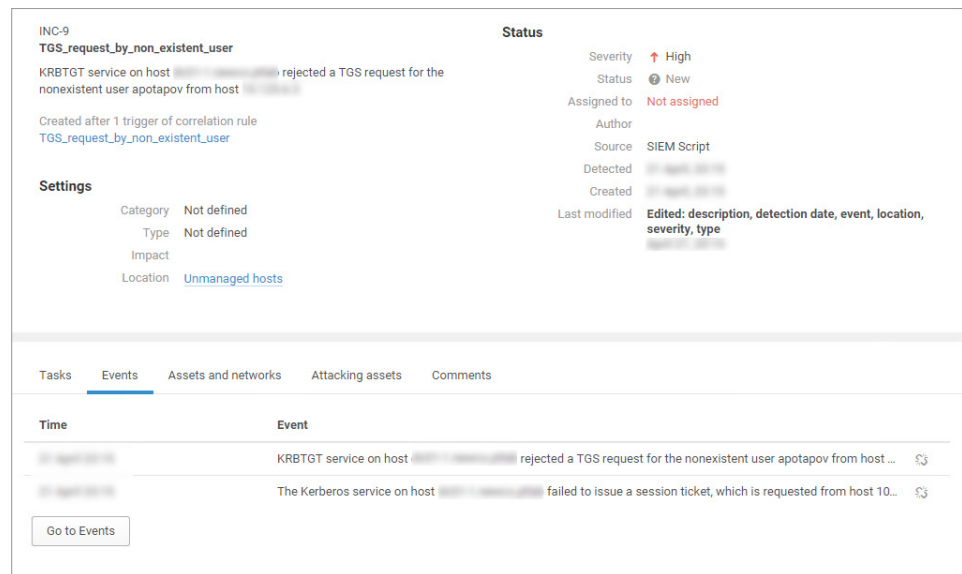 INC-9
TGS_request_by_non_existent_user
KRBTGT service on host rejected a TGS request for the
nonexistent user apotapov from host
Created after 1 trigger of correlation rule
TGS_request_by_non_existent_user
Settings
Category Not defined
Type Not defined
Impact
Location Unmanaged hosts
Status
Severity High
Status New
Assigned to Not assigned
Author
Source SIEM Script
Detected
Created
Last modified Edited: description, detection date, event, location,
severity, type
Tasks Events Assets and networks Attacking assets Comments
Time Event
KRBTGT service on host rejected a TGS request for the nonexistent user apotapov from host ...
The Kerberos service on host failed to issue a session ticket, which is requested from host 10...
Go to Events